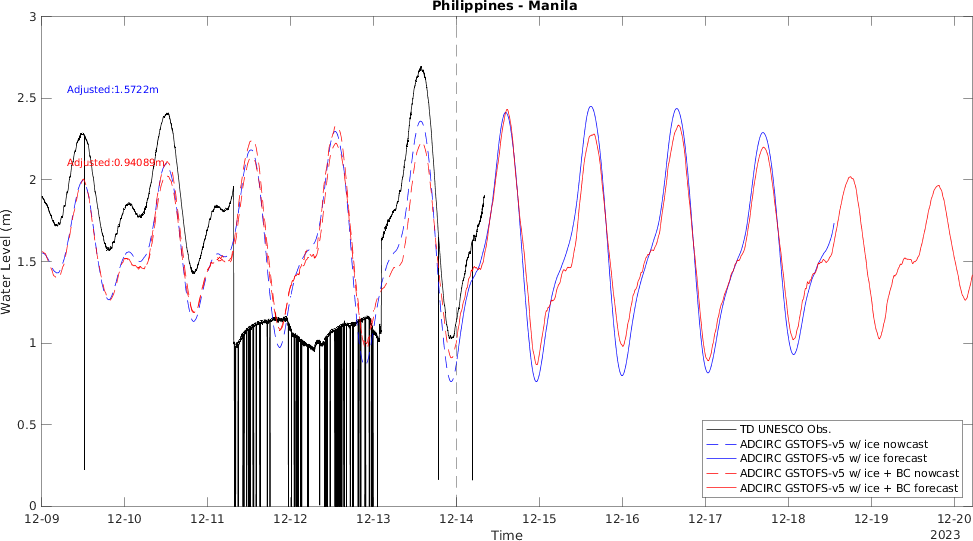 Philippines - Manila
3
2.5
2
1.5
1
0.5
0
Water Level (m)
Adjusted:1.5722m
Adjusted:0.94089m
TD UNESCO Obs.
ADCIRC GSTOFS-v5 w/ ice nowcast
ADCIRC GSTOFS-v5 w/ ice forecast
ADCIRC GSTOFS-v5 w/ ice + BC nowcast
ADCIRC GSTOFS-v5 w/ ice + BC forecast
12-09 12-10 12-11 12-12 12-13 12-14 12-15 12-16 12-17 12-18 12-19 12-20
Time
2023